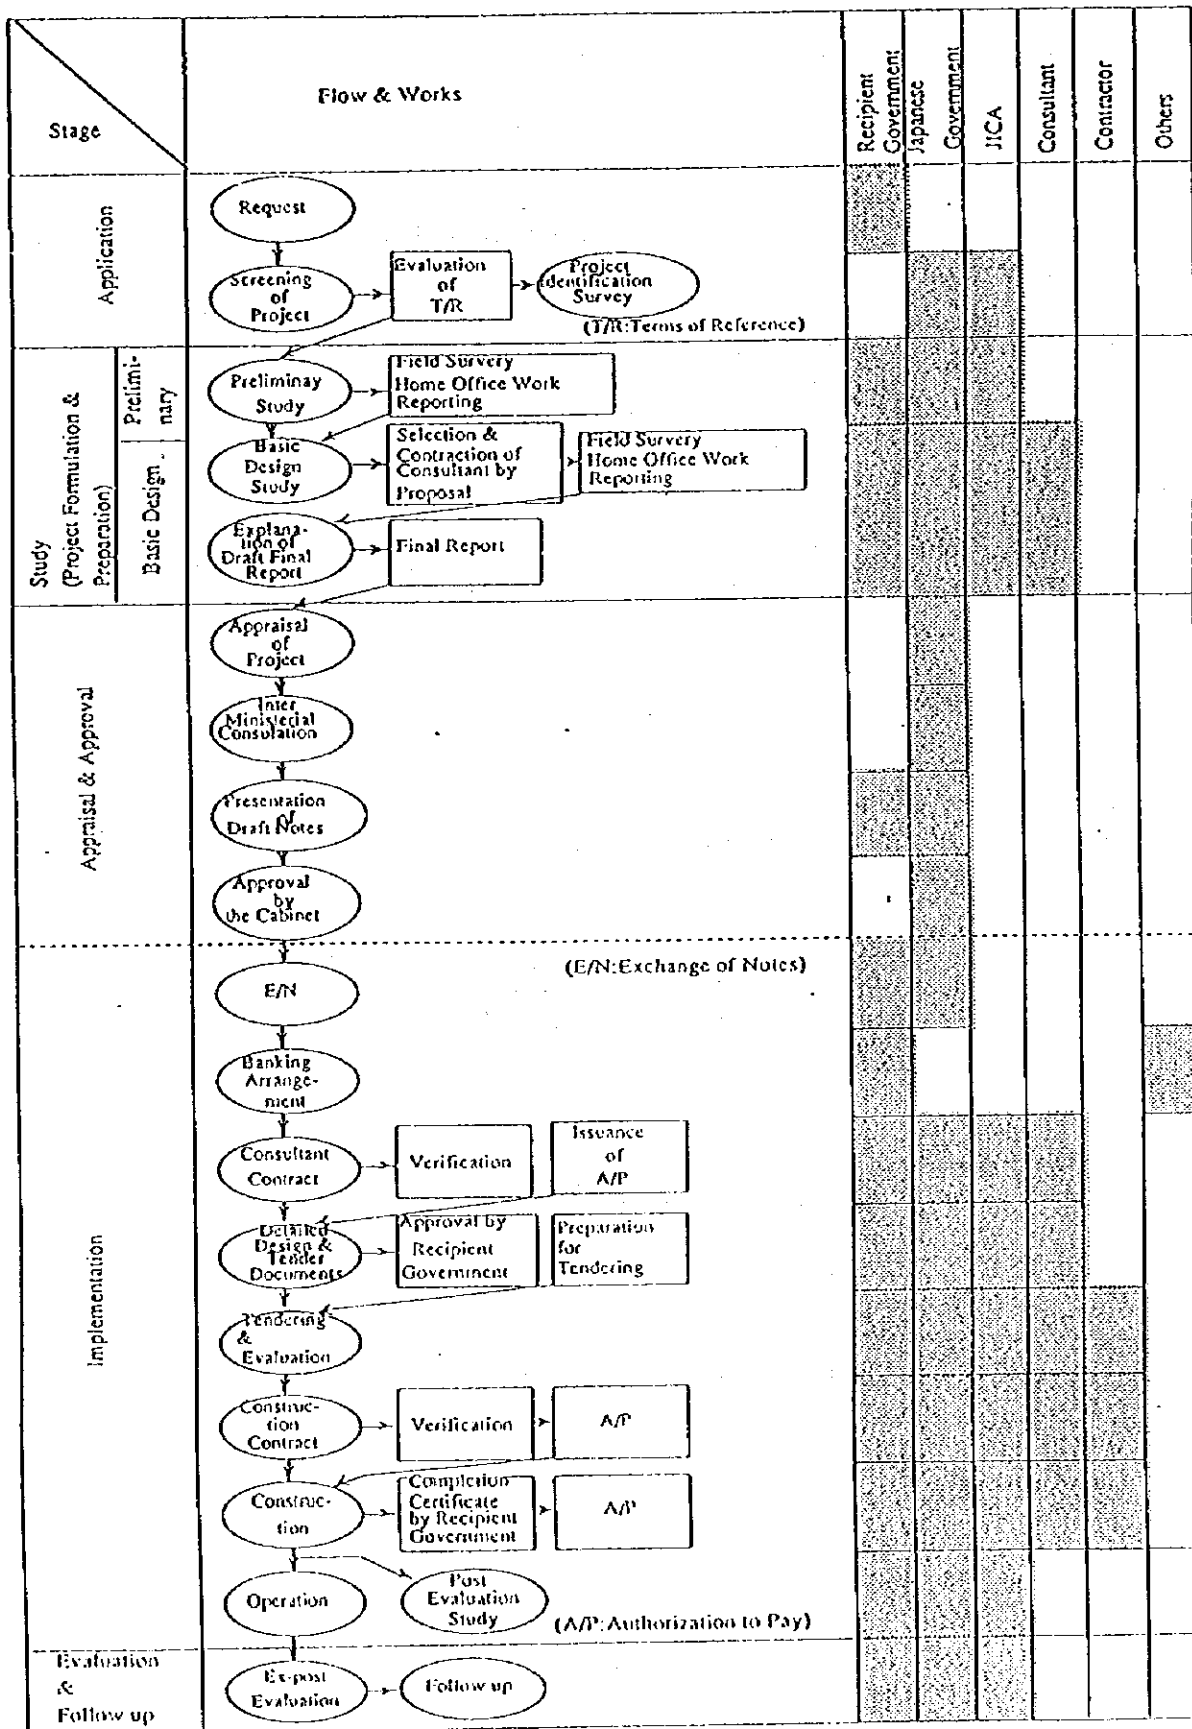 Stage
Flow & Works
Recipient
Government
Japanese
Government
JICA
Consultant
Contractor
Others
Application
Request
Screening
of
Project
Evaluation
of
T/R
Project
Identification
Survey
(T/R:Terms of Reference)
Study
(Project Formulation &
Preparation)
Prelimi-
nary
Basic Design
Preliminay
Study
Field Survery
Home Office Work
Reporting
Basic
Design
Study
Selection &
Contraction of
Consultant by
Proposal
Field Survery
Home Office Work
Reporting
Explana-
tion of
Draft Final
Report
Final Report
Appraisal & Approval
Appraisal
of
Project
Inter
Ministerial
Consulation
Presentation
of
Draft Notes
Approval
by
the Cabinet
Implementation
E/N
(E/N:Exchange of Notes)
Banking
Arrange-
ment
Consultant
Contract
Verification
Issuance
of
A/P
Detailed
Design &
Tender
Documents
Approval by
Recipient
Government
Preparation
for
Tendering
Tendering
&
Evaluation
Construc-
tion
Contract
Verification
A/P
Construc-
tion
Completion
Certificate
by Recipient
Government
A/P
Operation
Post
Evaluation
Study
(A/P:Authorization to Pay)
Evaluation
&
Follow up
Ex-post
Evaluation
Follow up